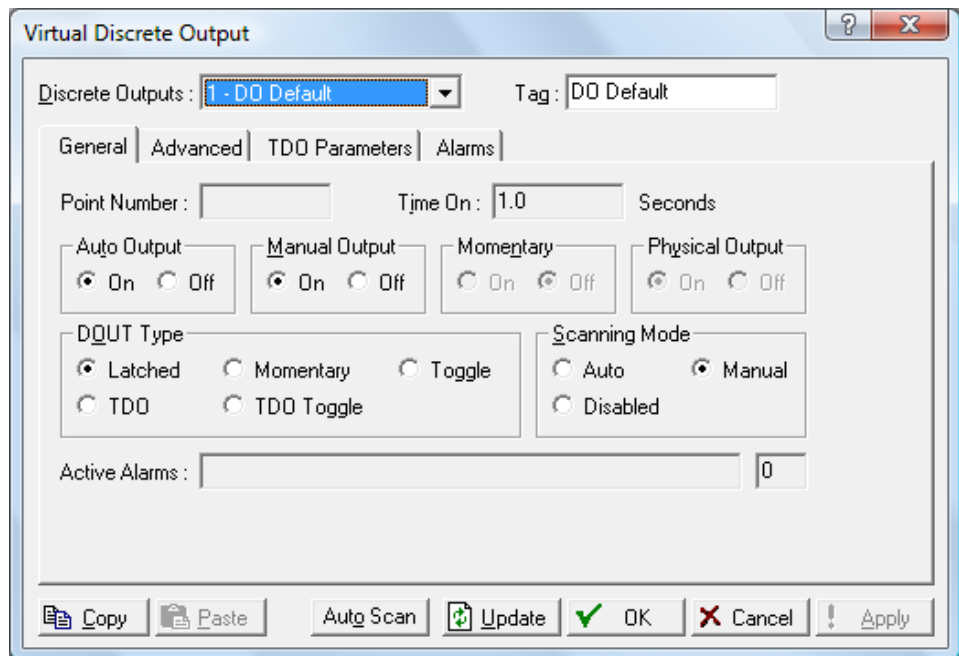 Virtual Discrete Output
Discrete Outputs : 1 - DO Default Tag : DO Default
General Advanced TDO Parameters Alarms
Point Number : Time On : 1.0 Seconds
Auto Output Manual Output Momentary Physical Output
On Off On Off On Off On Off
DOUT Type Scanning Mode
Latched Momentary Toggle Auto Manual
TDO TDO Toggle Disabled
Active Alarms : 0
Copy Paste Auto Scan Update OK Cancel ! Apply